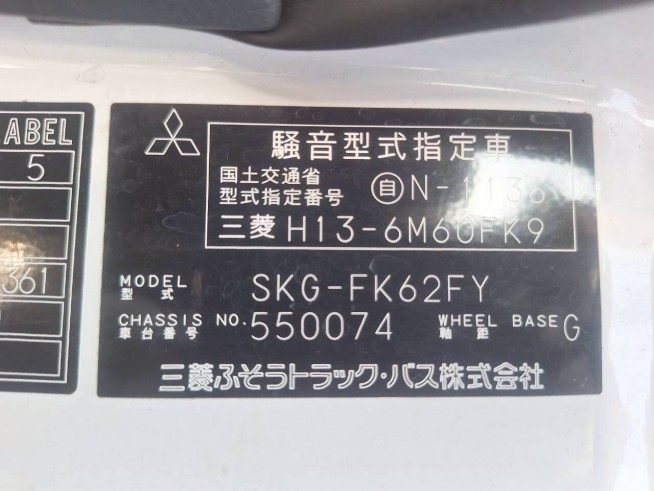 ABEL
5
361
騒音型式指定車
国土交通省
型式指定番号 自N-1136
三菱 H13-6M60FK9
MODEL
型式 SKG-FK62FY
CHASSIS NO. 550074 WHEEL BASE G
車台番号 軸距
三菱ふそうトラック・バス株式会社